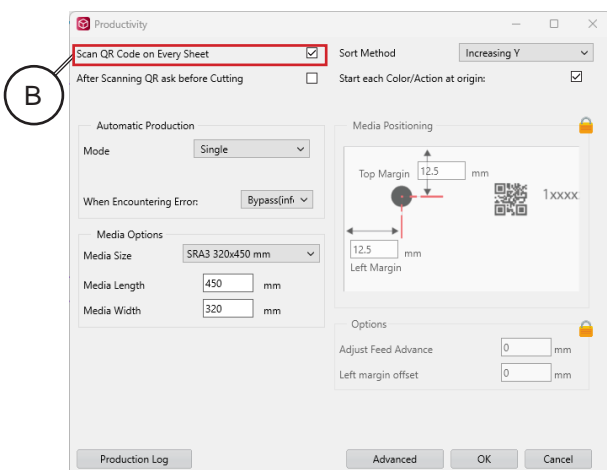 Productivity
Scan QR Code on Every Sheet
Sort Method Increasing Y
After Scanning QR ask before Cutting
Start each Color/Action at origin:
B
Automatic Production
Mode Single
When Encountering Error: Bypass(infi
Media Options
Media Size SRA3 320x450 mm
Media Length 450 mm
Media Width 320 mm
Media Positioning
Top Margin 12.5 mm
1xxxx
12.5 mm
Left Margin
Options
Adjust Feed Advance 0 mm
Left margin offset 0 mm
Production Log
Advanced
OK
Cancel